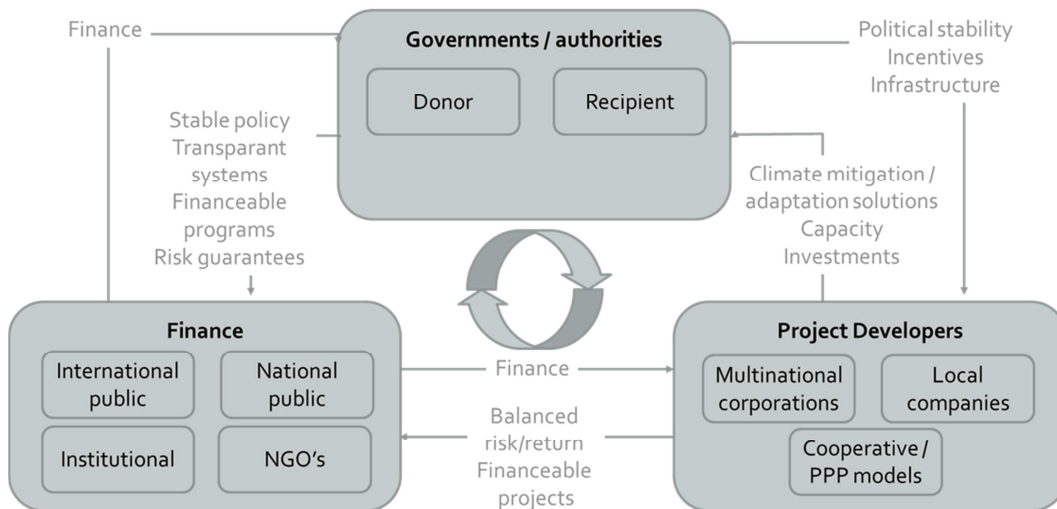 Finance
Governments / authorities
Donor
Recipient
Political stability
Incentives
Infrastructure
Stable policy
Transparant
systems
Financeable
programs
Risk guarantees
Climate mitigation /
adaptation solutions
Capacity
Investments
Finance
International
public
National
public
Institutional
NGO's
Finance
Balanced
risk/return
Financeable
projects
Project Developers
Multinational
corporations
Local
companies
Cooperative /
PPP models